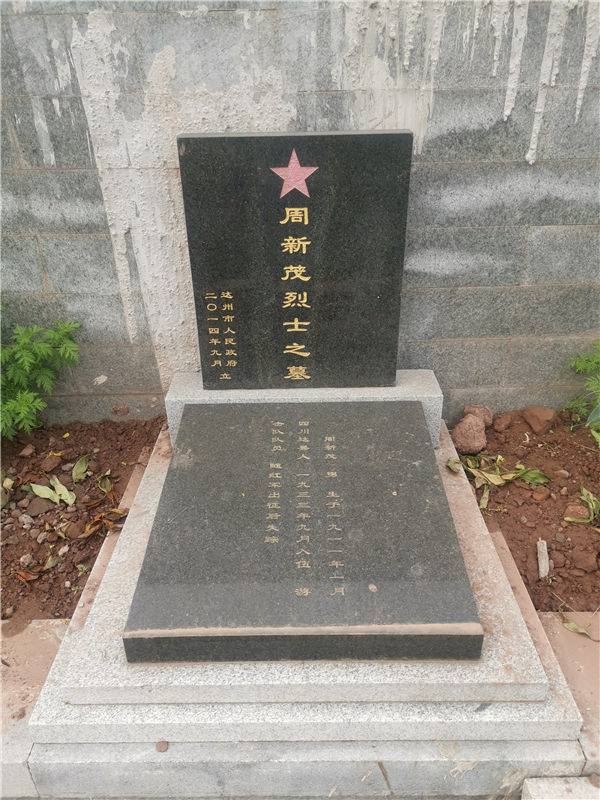 周新茂烈士之墓
达州市人民政府
二〇一四年九月 立
周新茂 男 生于一九一一年一月
四川达县人 一九三三年九月入伍 游
击队队员 随红军出征后失踪